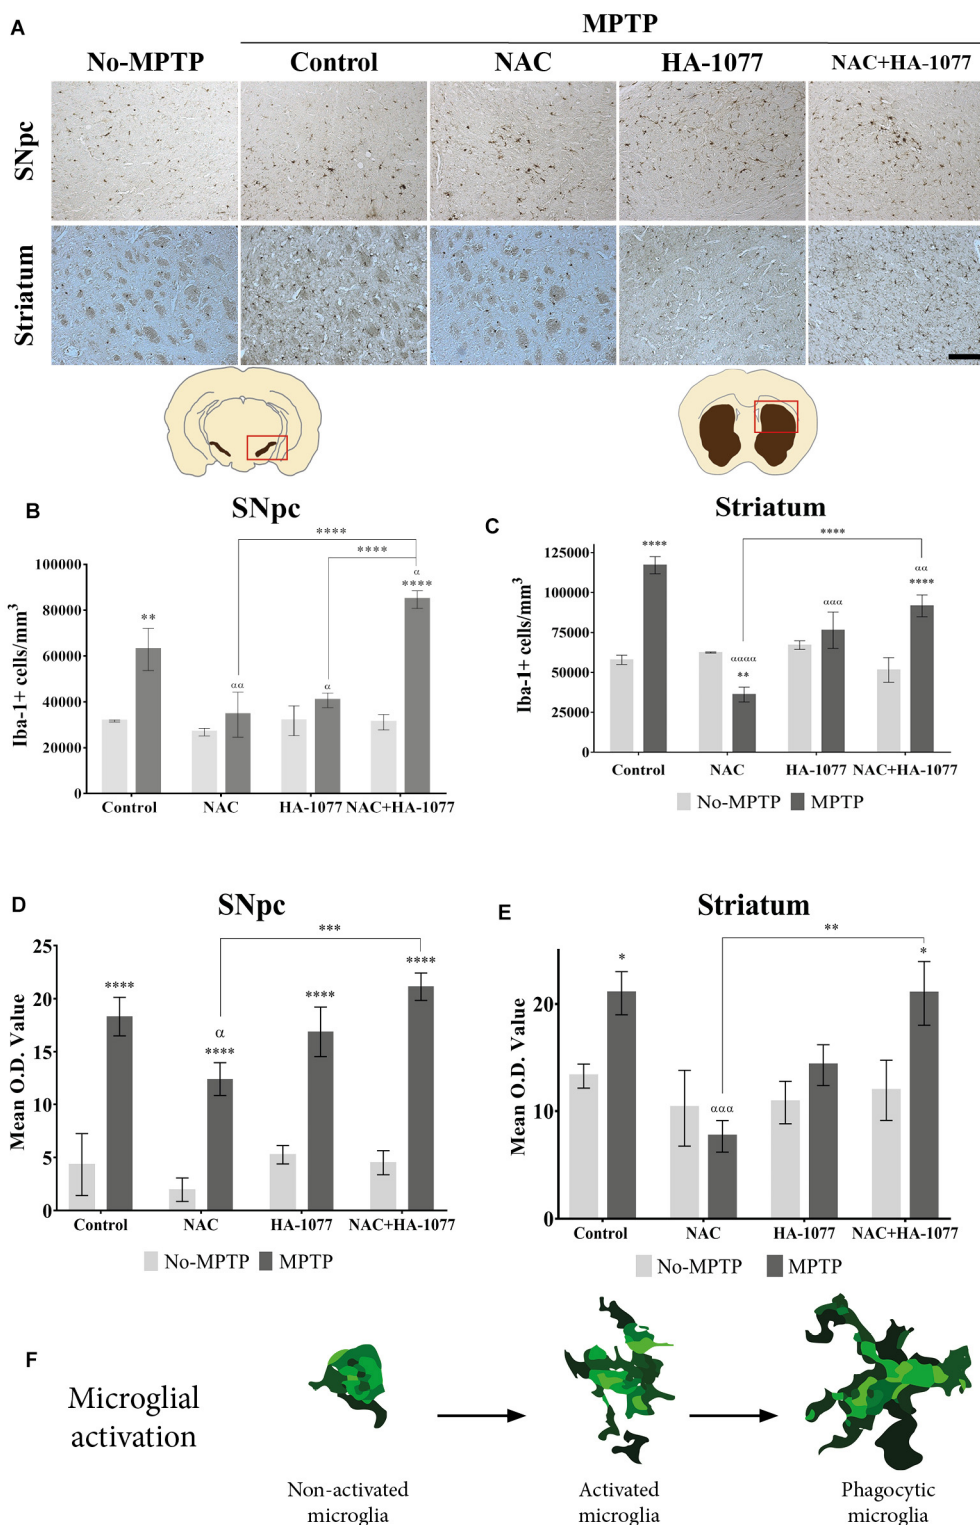 A
MPTP
No-MPTP Control NAC HA-1077 NAC+HA-1077
SNpc
Striatum
B
SNpc
****
****
α
****
**
αα
α
Iba-1+ cells/mm³
100000
80000
60000
40000
20000
0
Control NAC HA-1077 NAC+HA-1077
C
Striatum
****
****
αα
****
ααα
αααα
**
Iba-1+ cells/mm³
125000
100000
75000
50000
25000
0
Control NAC HA-1077 NAC+HA-1077
No-MPTP MPTP
D
SNpc
***
****
****
****
α
****
Mean O.D. Value
25
20
15
10
5
0
Control NAC HA-1077 NAC+HA-1077
No-MPTP MPTP
E
Striatum
**
*
*
ααα
Mean O.D. Value
20
10
0
Control NAC HA-1077 NAC+HA-1077
No-MPTP MPTP
F
Microglial
activation
Non-activated
microglia
Activated
microglia
Phagocytic
microglia